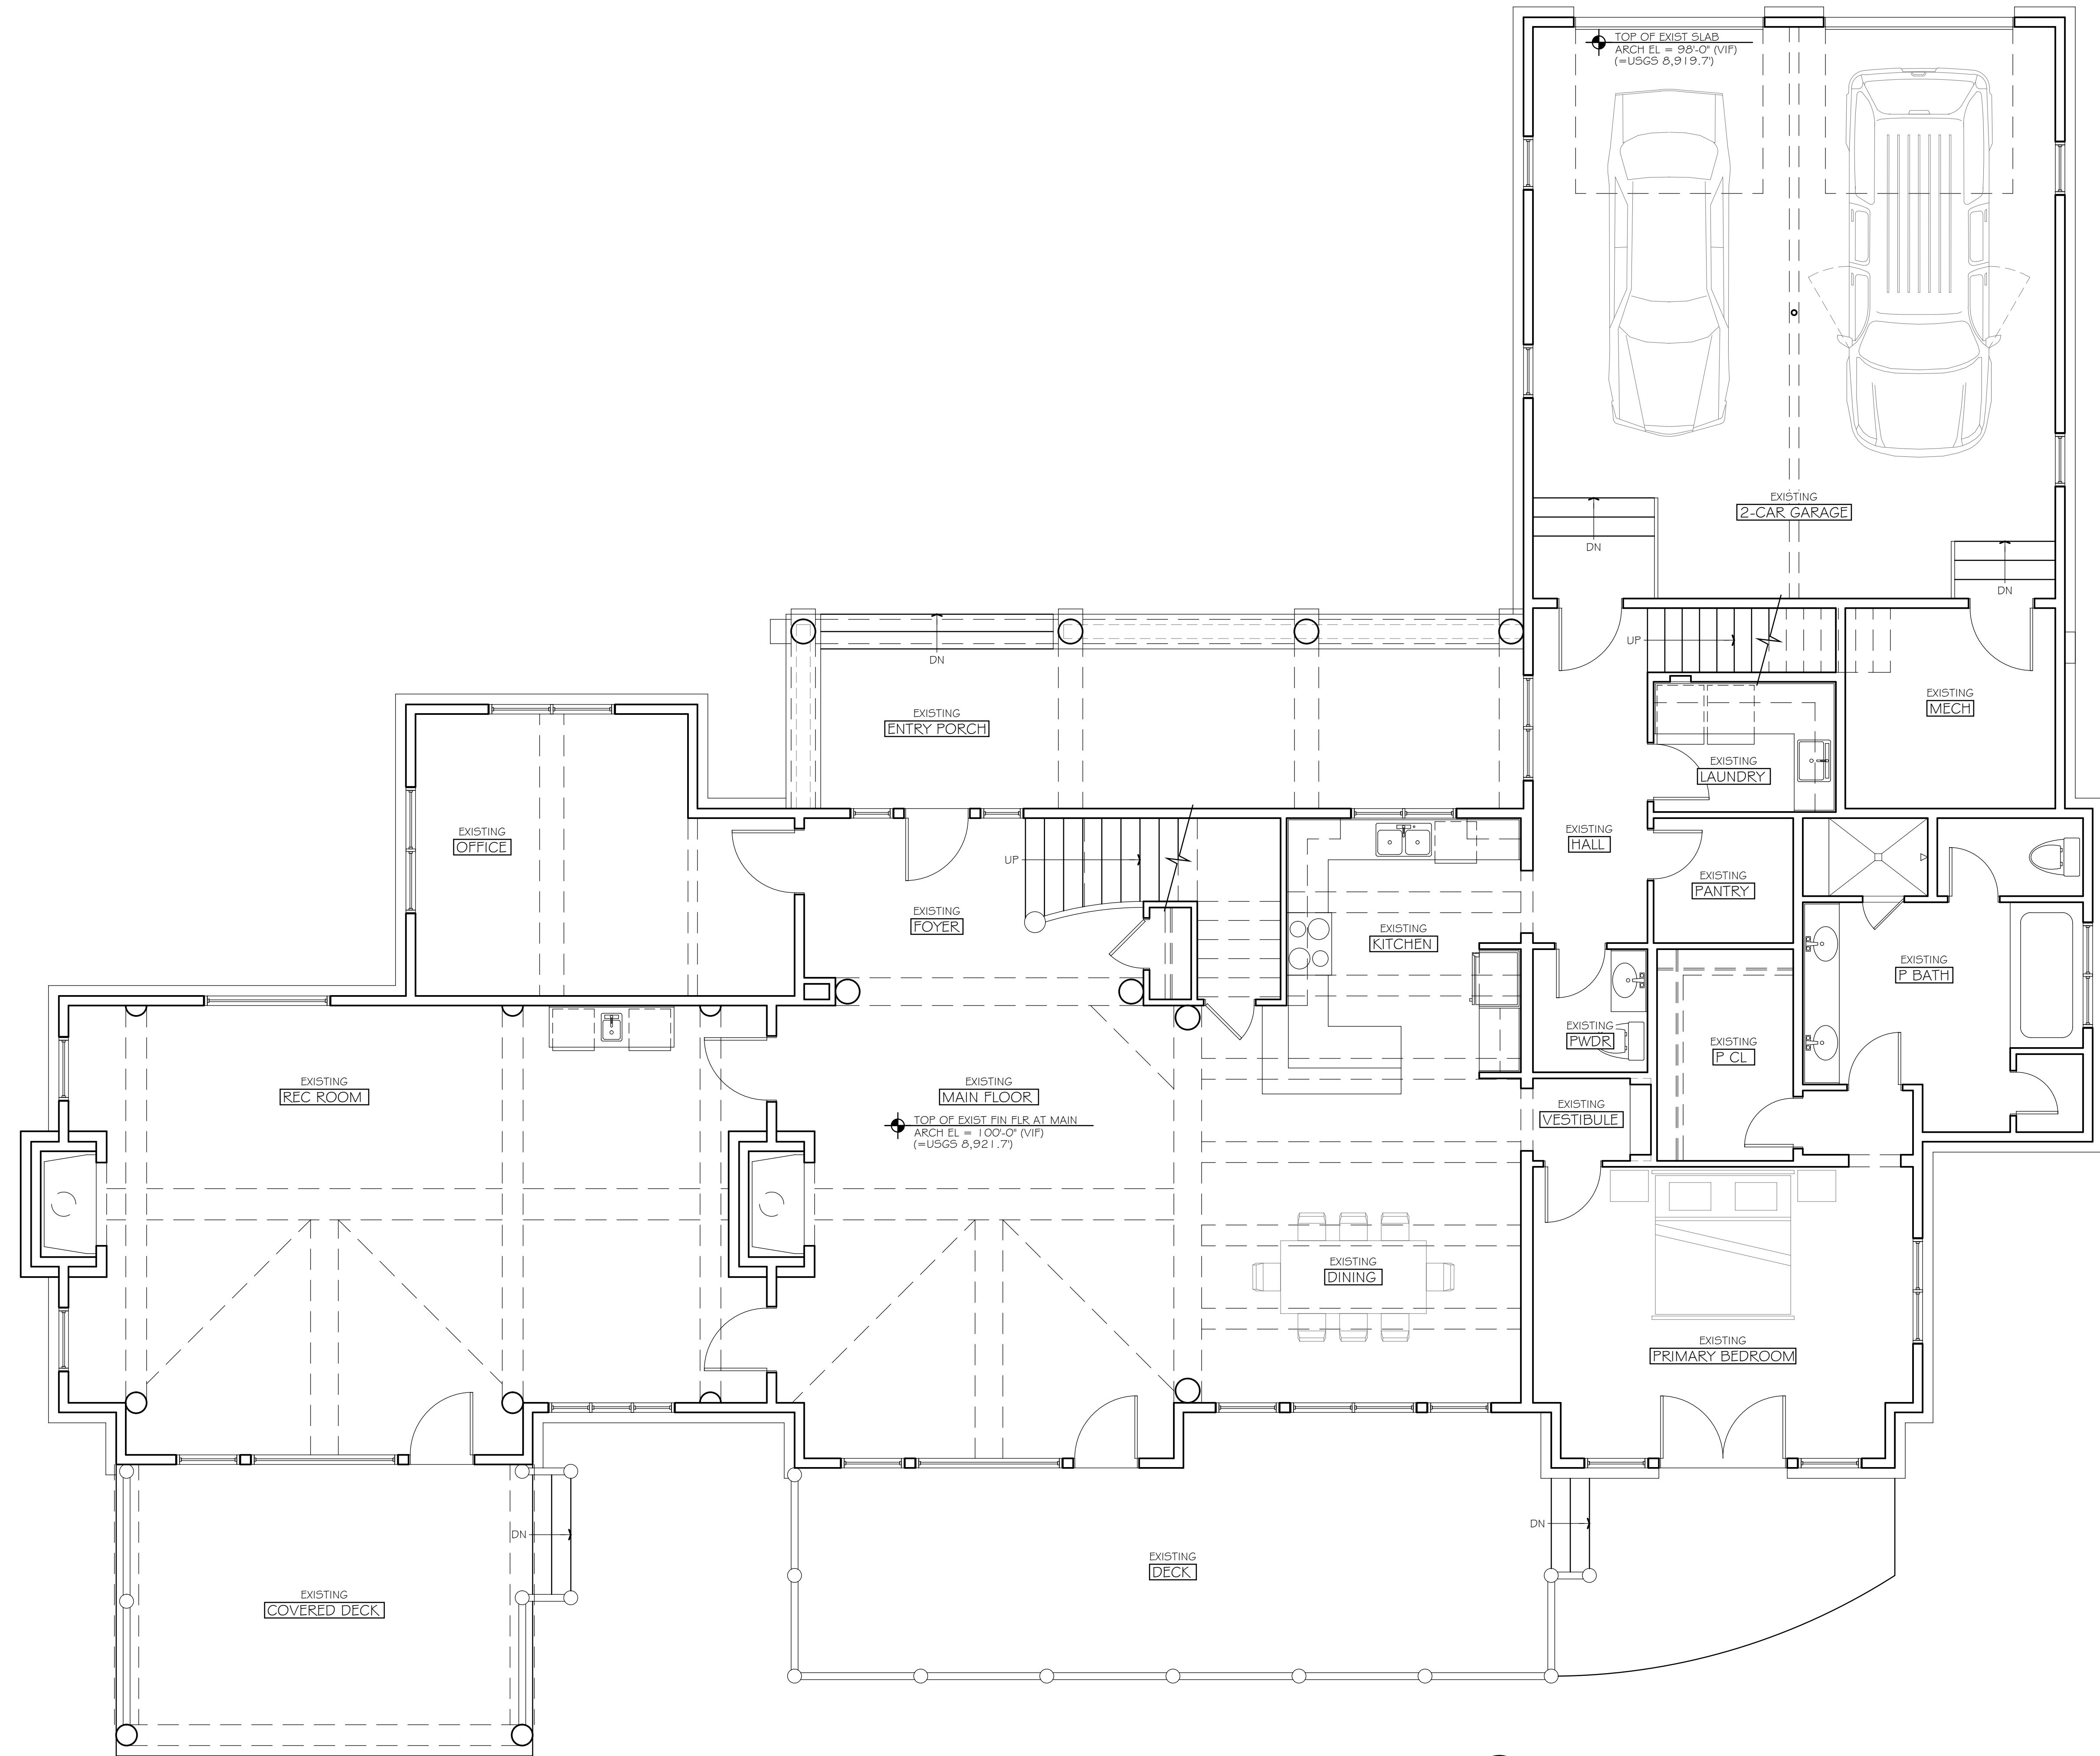 TOP OF EXIST SLAB
ARCH EL = 98'-0" (VIF)
(=USGS 8,919.7')
EXISTING
2-CAR GARAGE
DN
DN
UP
DN
EXISTING
MECH
EXISTING
ENTRY PORCH
EXISTING
LAUNDRY
EXISTING
OFFICE
EXISTING
HALL
UP
EXISTING
PANTRY
EXISTING
FOYER
EXISTING
KITCHEN
EXISTING
P BATH
EXISTING
PWDR
EXISTING
P CL
EXISTING
REC ROOM
EXISTING
MAIN FLOOR
TOP OF EXIST FIN FLR AT MAIN
ARCH EL = 100'-0" (VIF)
(=USGS 8,921.7')
EXISTING
VESTIBULE
EXISTING
DINING
EXISTING
PRIMARY BEDROOM
DN
DN
EXISTING
DECK
EXISTING
COVERED DECK